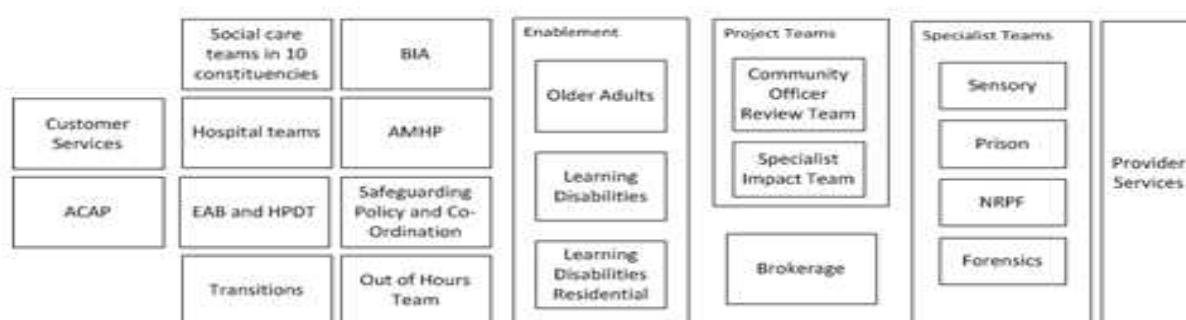 Customer
Services
ACAP
Social care
teams in 10
constituencies
Hospital teams
EAB and HPDT
Transitions
BIA
AMHP
Safeguarding
Policy and Co-
Ordination
Out of Hours
Team
Enablement
Older Adults
Learning
Disabilities
Learning
Disabilities
Residential
Project Teams
Community
Officer
Review Team
Specialist
Impact Team
Brokerage
Specialist Teams
Sensory
Prison
NRPF
Forensics
Provider
Services